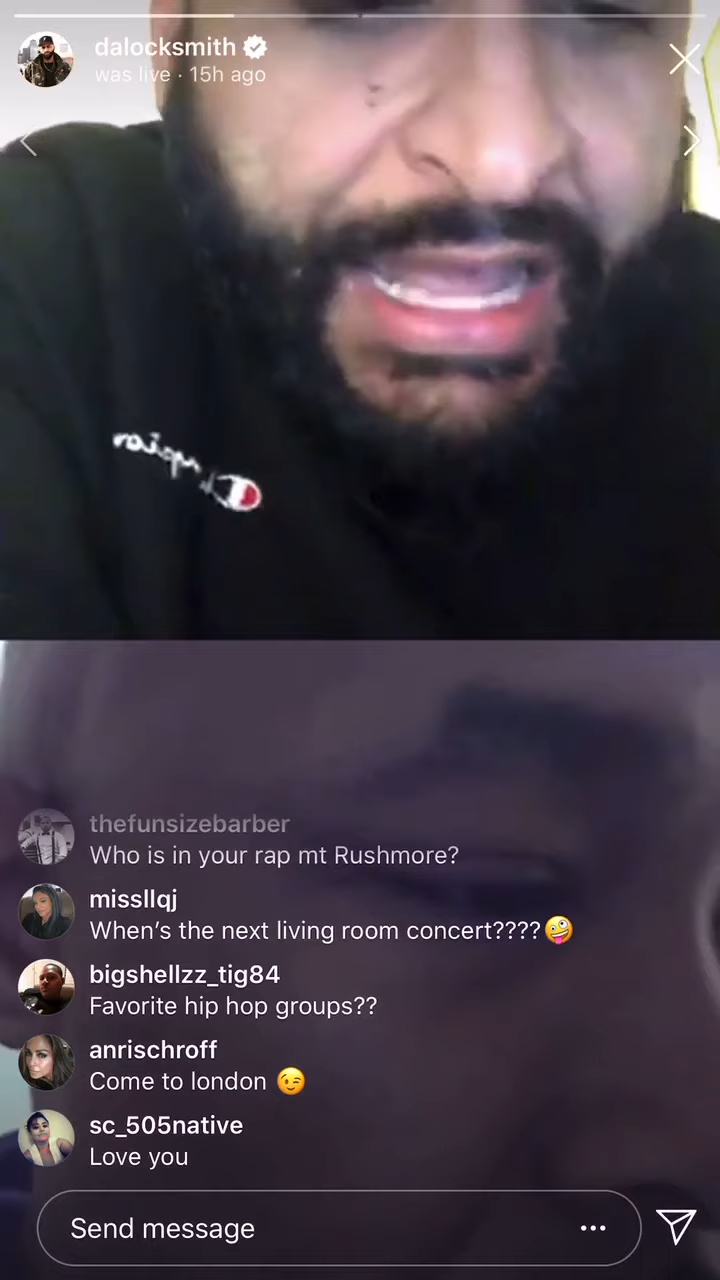 dalocksmith
was live · 15h ago
thefunsizebarber
Who is in your rap mt Rushmore?
missllqj
When's the next living room concert????🤪
bigshellzz_tig84
Favorite hip hop groups??
anrischroff
Come to london 😉
sc_505native
Love you
Send message